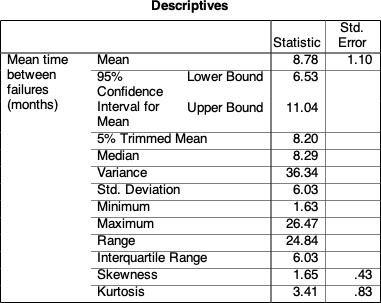 Descriptives
Statistic Std. Error
Mean time between failures (months) Mean 8.78 1.10
95% Confidence Interval for Mean Lower Bound 6.53
Upper Bound 11.04
5% Trimmed Mean 8.20
Median 8.29
Variance 36.34
Std. Deviation 6.03
Minimum 1.63
Maximum 26.47
Range 24.84
Interquartile Range 6.03
Skewness 1.65 .43
Kurtosis 3.41 .83